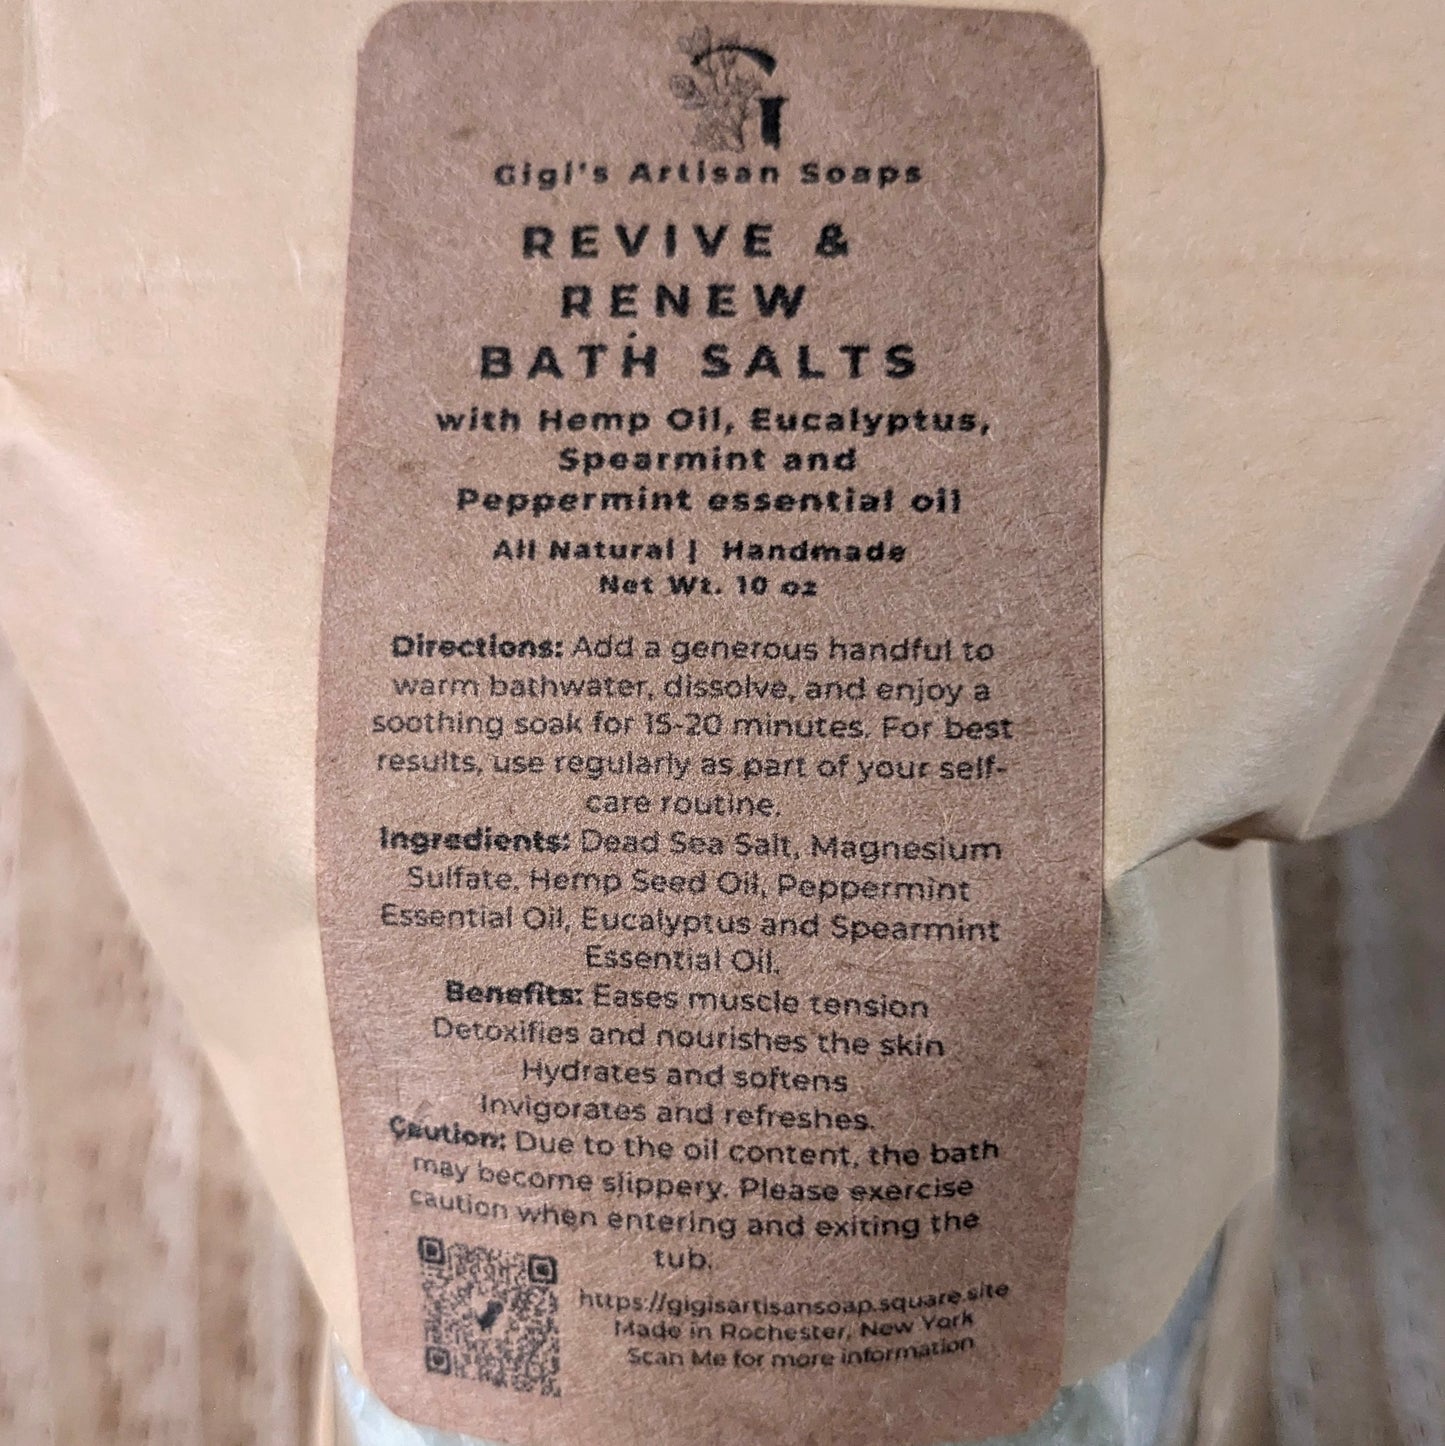 Gigi's Artisan Soaps
REVIVE &
RENEW
BATH SALTS
with Hemp Oil, Eucalyptus,
Spearmint and
Peppermint essential oil
All Natural | Handmade
Net Wt. 10 oz
Directions: Add a generous handful to
warm bathwater, dissolve, and enjoy a
soothing soak for 15-20 minutes. For best
results, use regularly as part of your self-
care routine.
Ingredients: Dead Sea Salt, Magnesium
Sulfate, Hemp Seed Oil, Peppermint
Essential Oil, Eucalyptus and Spearmint
Essential Oil.
Benefits: Eases muscle tension
Detoxifies and nourishes the skin
Hydrates and softens
Invigorates and refreshes.
Caution: Due to the oil content, the bath
may become slippery. Please exercise
caution when entering and exiting the
tub.
https://gigisartisansoap.square.site
Made in Rochester, New York
Scan Me for more information